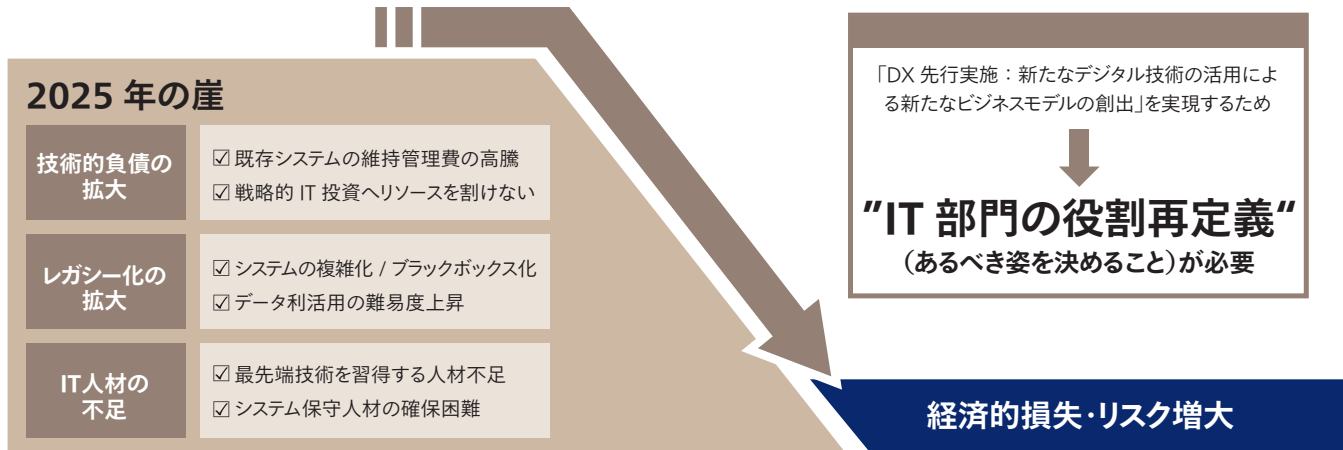 2025 年の崖
技術的負債の
拡大
☑ 既存システムの維持管理費の高騰
☑ 戦略的 IT 投資へリソースを割けない
レガシー化の
拡大
☑ システムの複雑化 / ブラックボックス化
☑ データ利活用の難易度上昇
IT人材の
不足
☑ 最先端技術を習得する人材不足
☑ システム保守人材の確保困難
「DX 先行実施：新たなデジタル技術の活用によ
る新たなビジネスモデルの創出」を実現するため
”IT 部門の役割再定義“
（あるべき姿を決めること）が必要
経済的損失・リスク増大